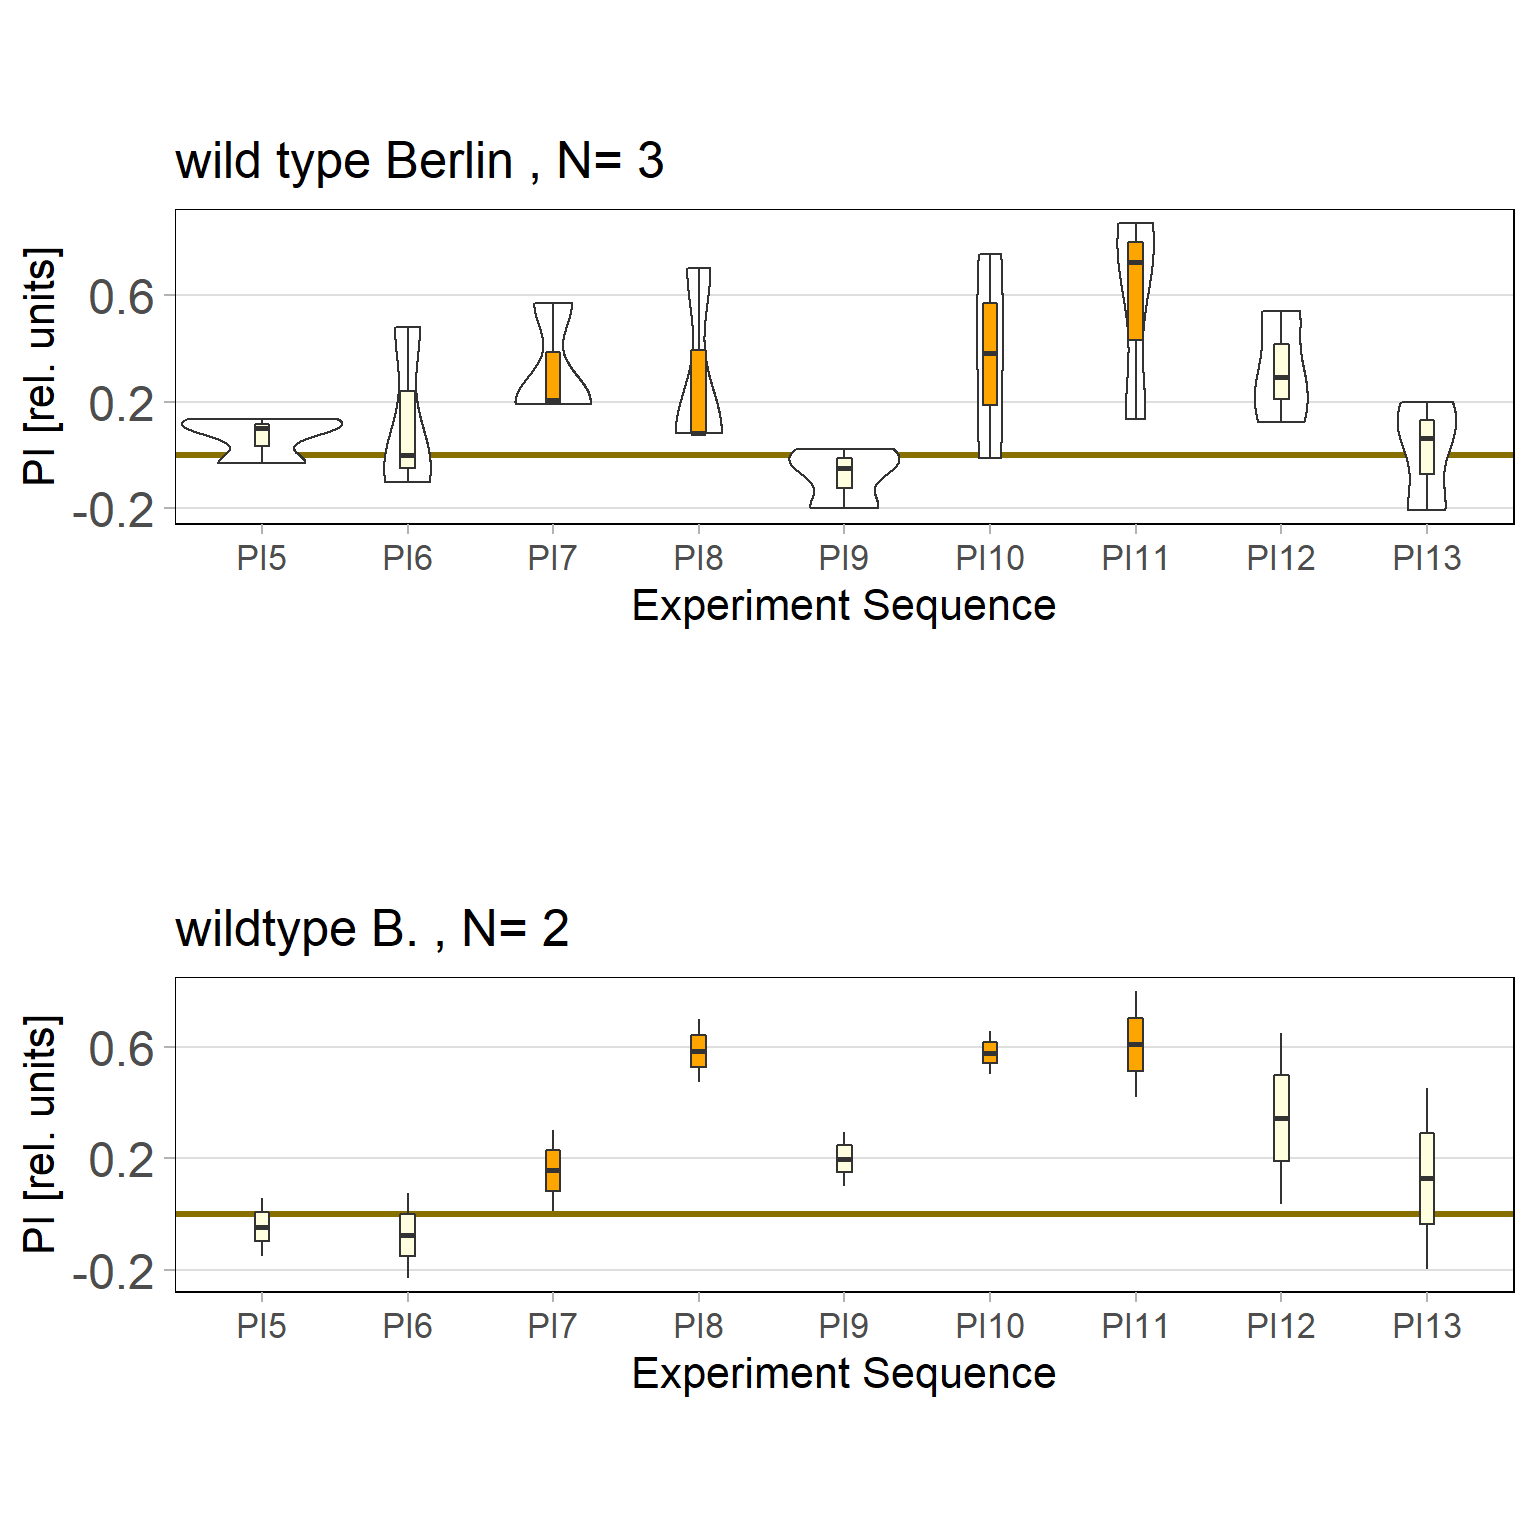 wild type Berlin , N= 3
PI [rel. units]
0.6
0.2
-0.2
PI5 PI6 PI7 PI8 PI9 PI10 PI11 PI12 PI13
Experiment Sequence
wildtype B. , N= 2
PI [rel. units]
0.6
0.2
-0.2
PI5 PI6 PI7 PI8 PI9 PI10 PI11 PI12 PI13
Experiment Sequence